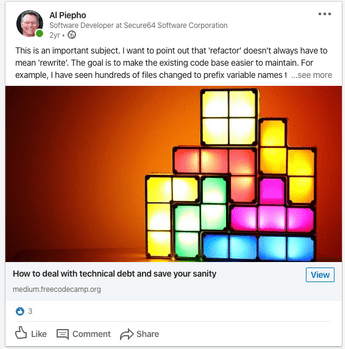 Al Piepho
Software Developer at Secure64 Software Corporation
2yr •
This is an important subject. I want to point out that 'refactor' doesn't always have to
mean 'rewrite'. The goal is to make the existing code base easier to maintain. For
example, I have seen hundreds of files changed to prefix variable names t ...see more
How to deal with technical debt and save your sanity
View
medium.freecodecamp.org
3
Like Comment Share